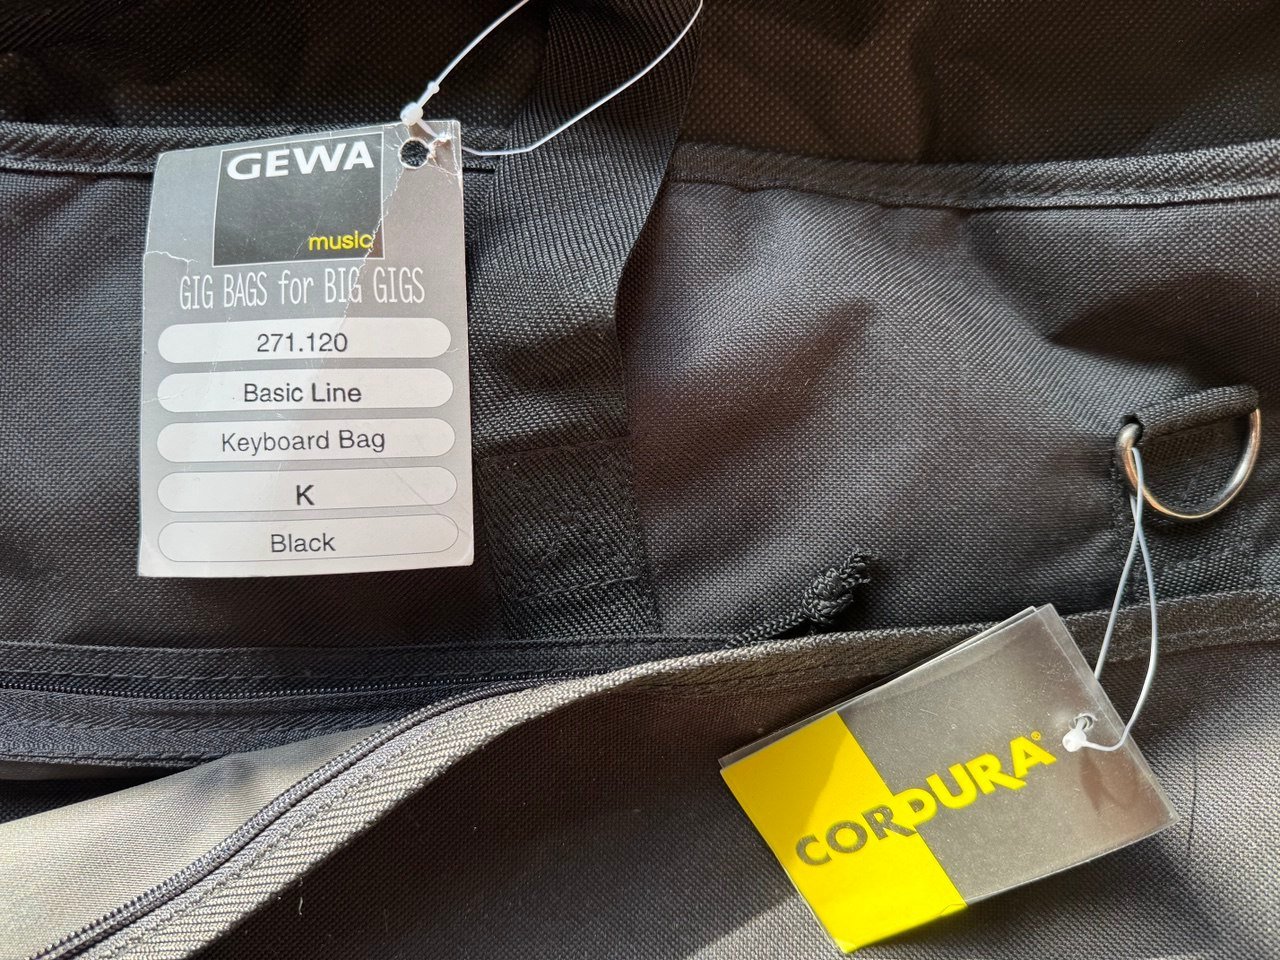 GEWA
music
GIG BAGS for BIG GIGS
271.120
Basic Line
Keyboard Bag
K
Black
CORDURA®